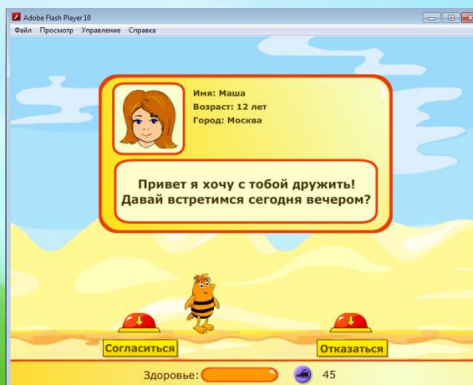 Adobe Flash Player 10
Файл Просмотр Управление Справка
Имя: Маша
Возраст: 12 лет
Город: Москва
Привет я хочу с тобой дружить!
Давай встретимся сегодня вечером?
Согласиться
Отказаться
Здоровье:
45